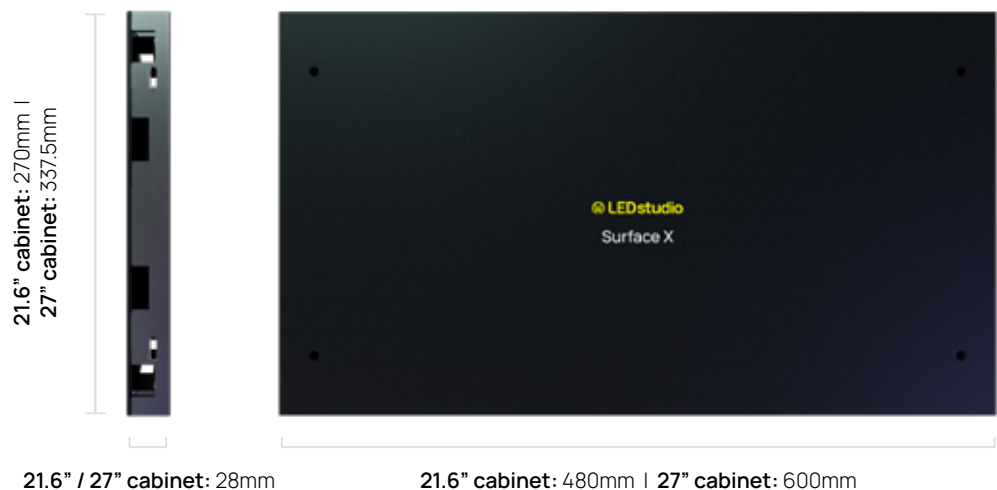 21.6” cabinet: 270mm |
27” cabinet: 337.5mm
LEDstudio
Surface X
21.6” / 27” cabinet: 28mm
21.6” cabinet: 480mm | 27” cabinet: 600mm